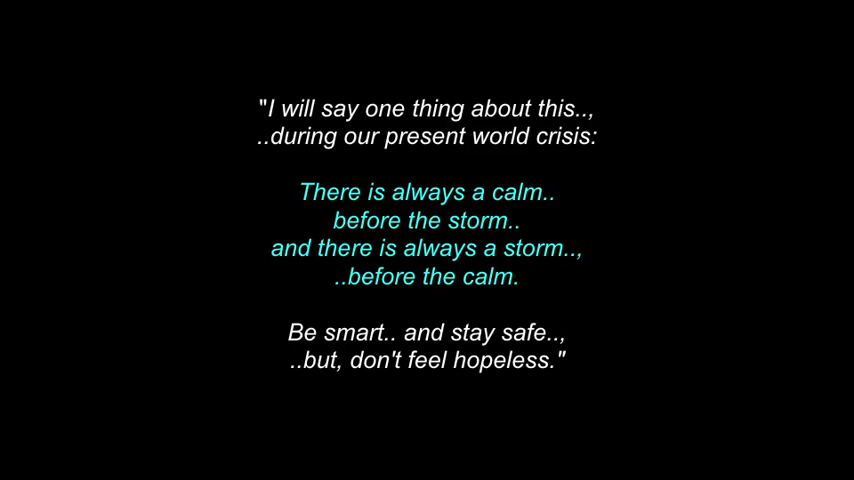 "I will say one thing about this..,
..during our present world crisis:
There is always a calm..
before the storm..
and there is always a storm..,
..before the calm.
Be smart.. and stay safe..,
..but, don't feel hopeless."